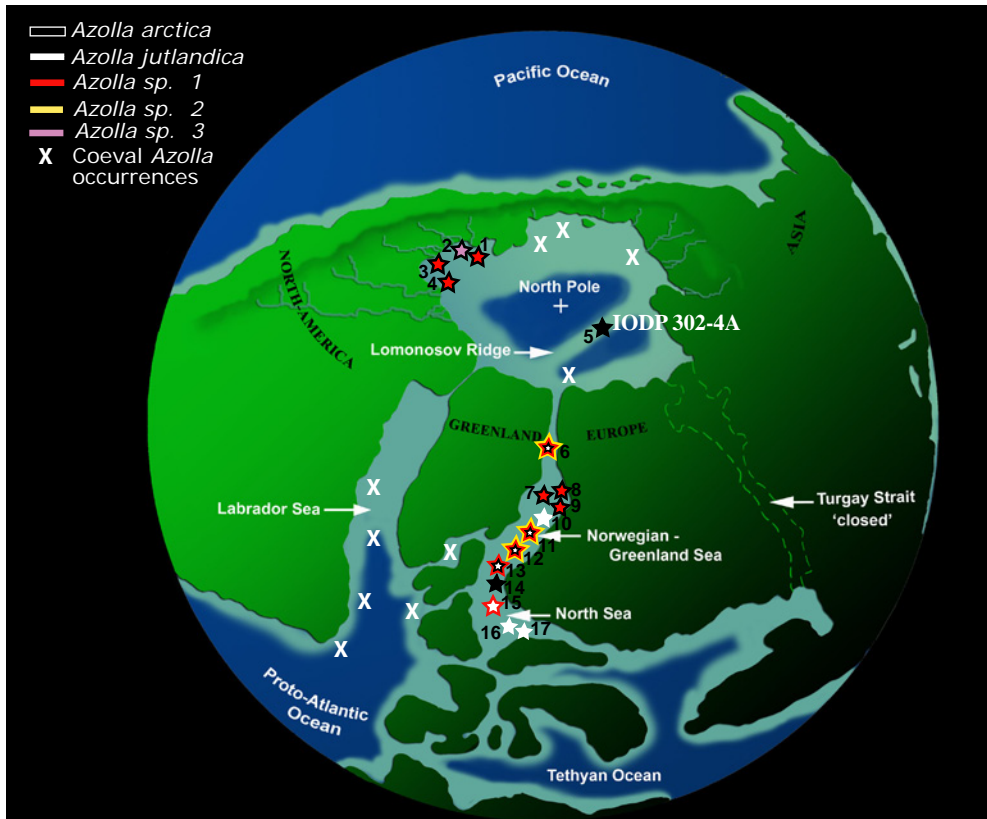 Azolla arctica
Azolla jutlandica
Azolla sp. 1
Azolla sp. 2
Azolla sp. 3
X Coeval Azolla
occurrences
Pacific Ocean
ASIA
NORTH-AMERICA
2 1
3
4
X X X
North Pole
5 IODP 302-4A
Lomonosov Ridge
X
GREENLAND EUROPE
6
7 8
9
10
X
Labrador Sea
Turgay Strait
'closed'
X
X
11
Norwegian -
Greenland Sea
12
13
14
15
X
X
North Sea
16 17
X
Proto-Atlantic
Ocean
Tethyan Ocean